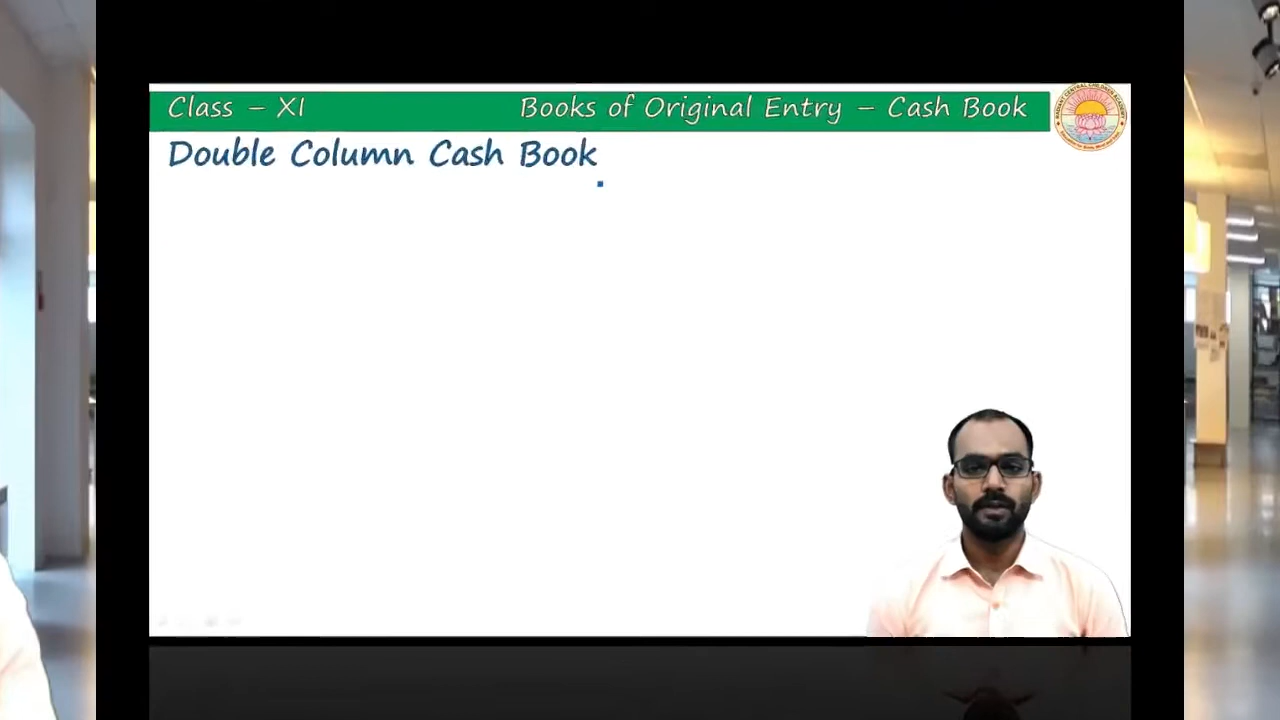 Class – XI
Books of Original Entry – Cash Book
Double Column Cash Book